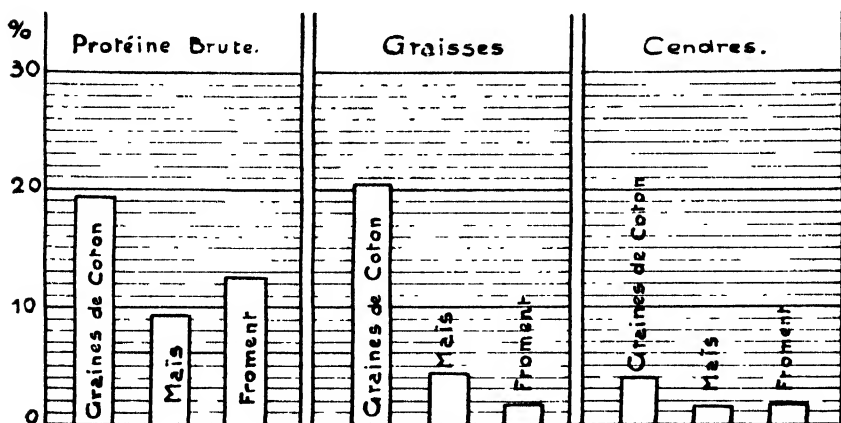 %
Protéine Brute.
Graisses
Cendres.
30
20
10
0
Graines de Coton
Maïs
Froment
Graines de Coton
Maïs
Froment
Graines de Coton
Maïs
Froment